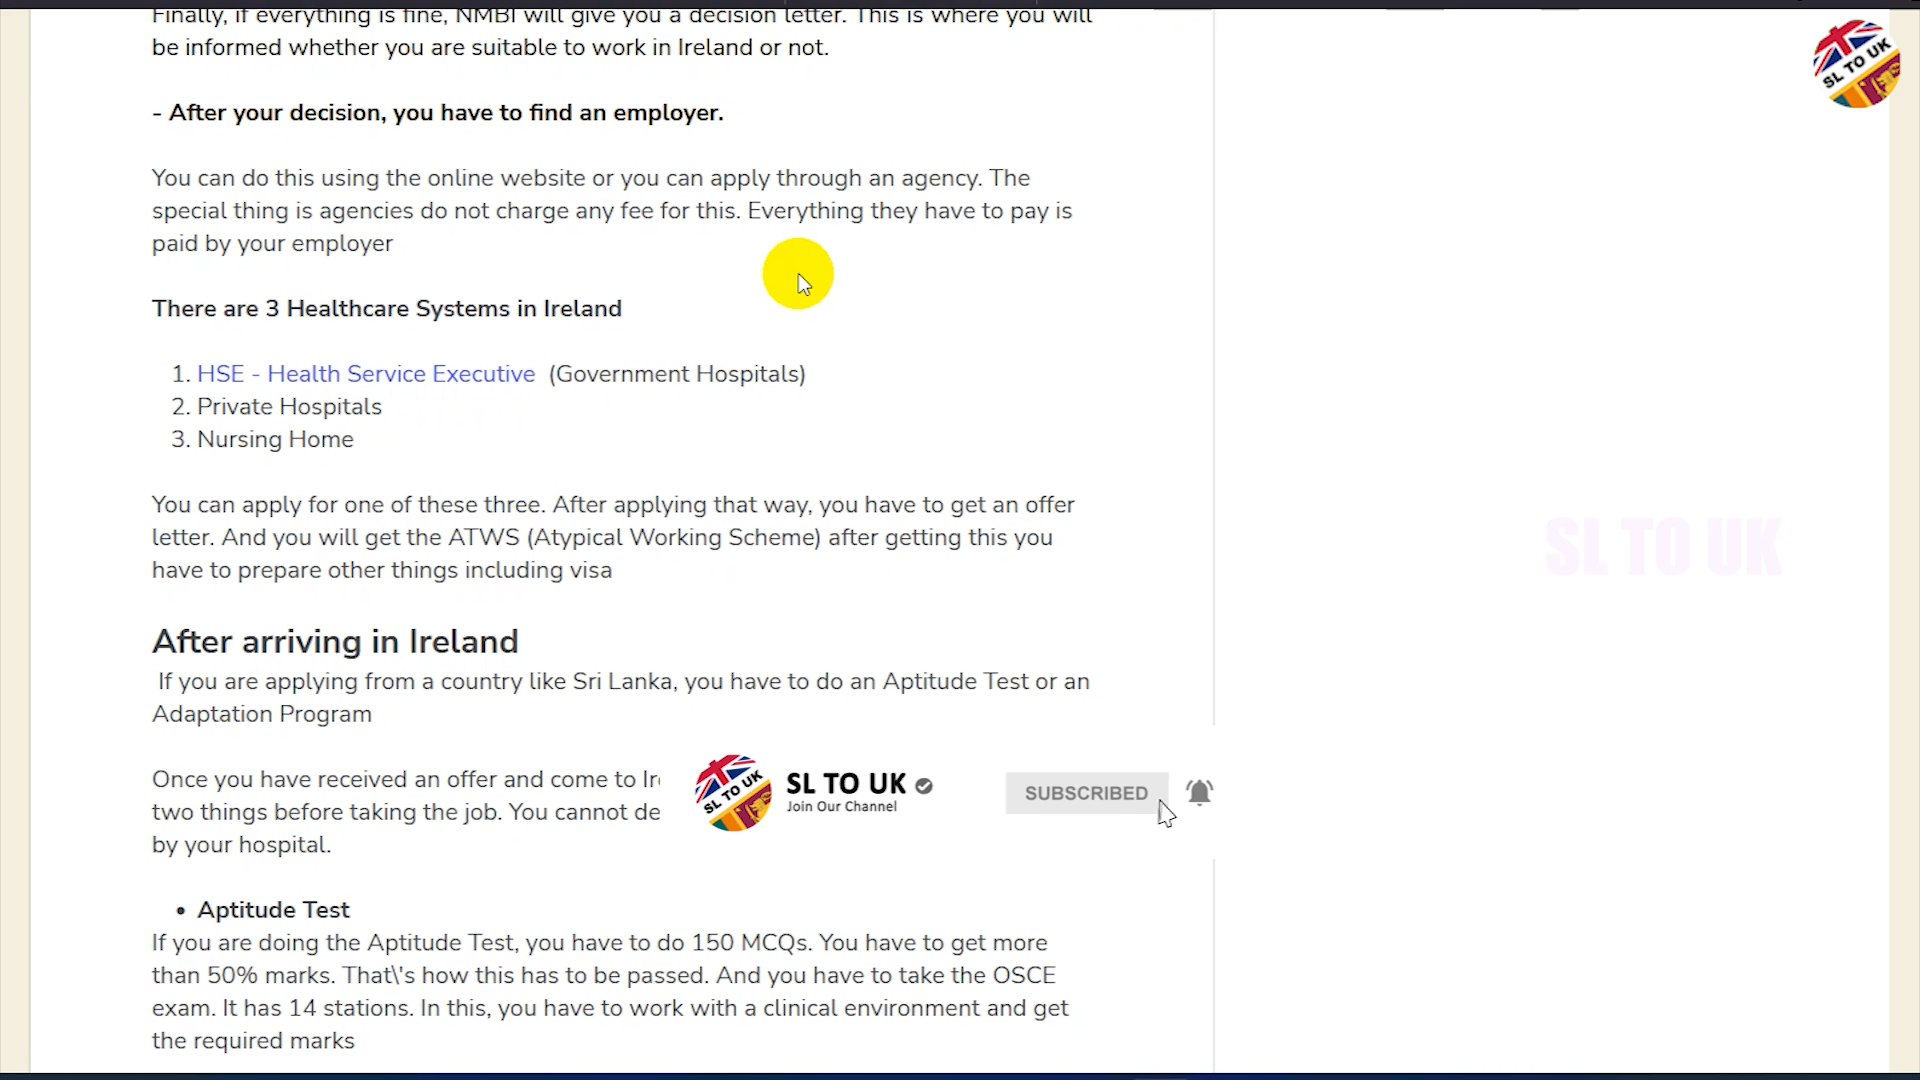 Finally, if everything is fine, NMBI will give you a decision letter. This is where you will
be informed whether you are suitable to work in Ireland or not.
- After your decision, you have to find an employer.
You can do this using the online website or you can apply through an agency. The
special thing is agencies do not charge any fee for this. Everything they have to pay is
paid by your employer
There are 3 Healthcare Systems in Ireland
1. HSE - Health Service Executive (Government Hospitals)
2. Private Hospitals
3. Nursing Home
You can apply for one of these three. After applying that way, you have to get an offer
letter. And you will get the ATWS (Atypical Working Scheme) after getting this you
have to prepare other things including visa
After arriving in Ireland
If you are applying from a country like Sri Lanka, you have to do an Aptitude Test or an
Adaptation Program
Once you have received an offer and come to
two things before taking the job. You cannot
by your hospital.
• Aptitude Test
If you are doing the Aptitude Test, you have to do 150 MCQs. You have to get more
than 50% marks. That\'s how this has to be passed. And you have to take the OSCE
exam. It has 14 stations. In this, you have to work with a clinical environment and get
the required marks
SL TO UK
Join Our Channel
SUBSCRIBED
SL TO UK
SL TO UK
SL TO UK